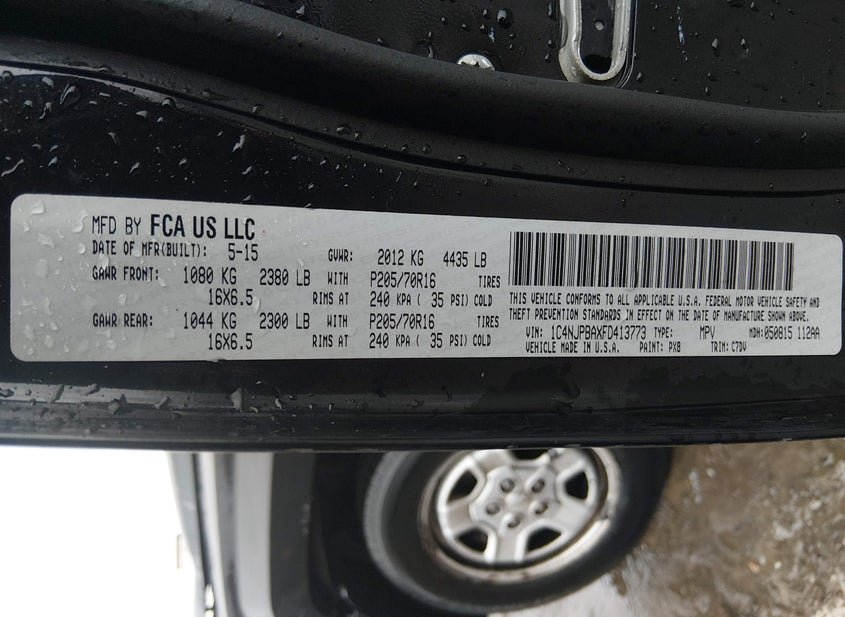 MFD BY FCA US LLC
DATE OF MFR(BUILT): 5-15 GVWR: 2012 KG 4435 LB
GAWR FRONT: 1080 KG 2380 LB WITH P205/70R16 TIRES
16X6.5 RIMS AT 240 KPA ( 35 PSI) COLD
GAWR REAR: 1044 KG 2300 LB WITH P205/70R16 TIRES
16X6.5 RIMS AT 240 KPA ( 35 PSI) COLD
THIS VEHICLE CONFORMS TO ALL APPLICABLE U.S.A. FEDERAL MOTOR VEHICLE SAFETY AND
THEFT PREVENTION STANDARDS IN EFFECT ON THE DATE OF MANUFACTURE SHOWN ABOVE.
VIN: 1C4NJPBAXFD413773 TYPE: MPV MDH:050815 112AA
VEHICLE MADE IN U.S.A. PAINT: PX8 TRIM: C7DV